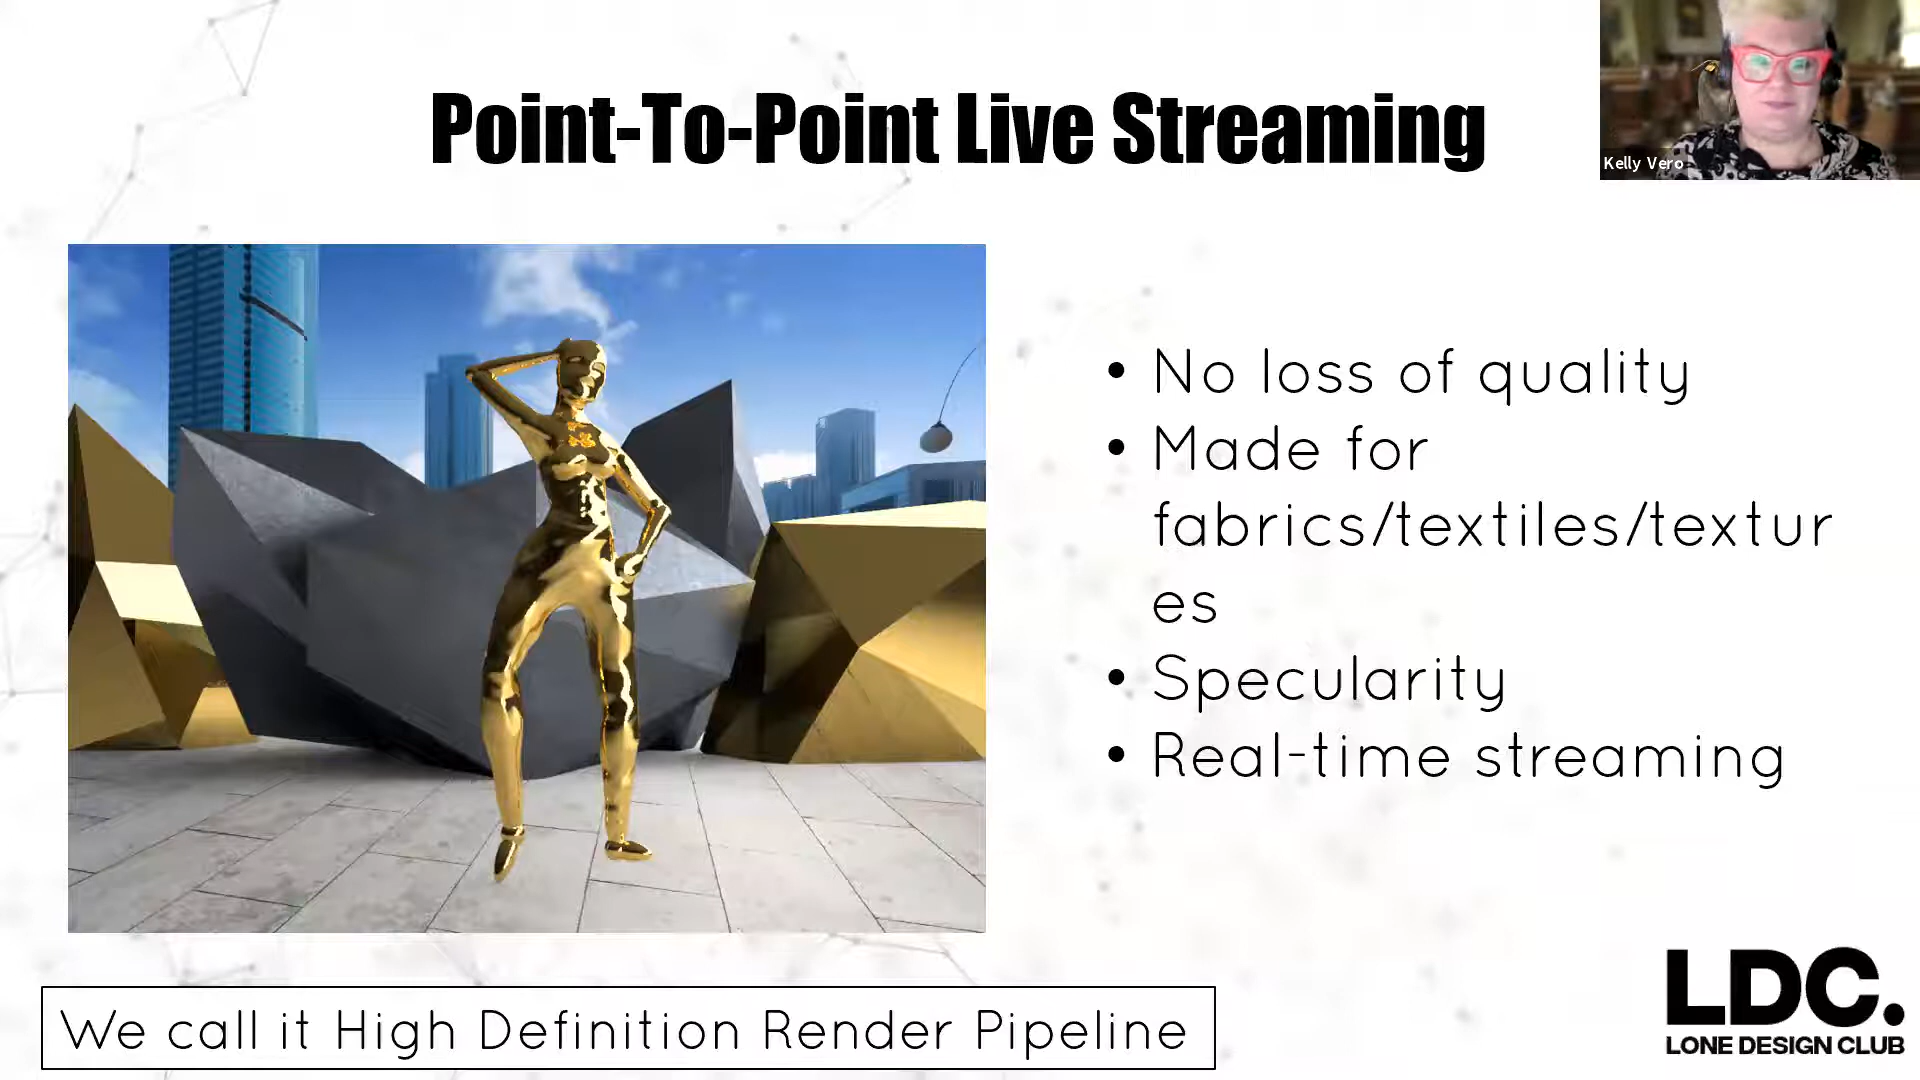 Point-To-Point Live Streaming
Kelly Vero
• No loss of quality
• Made for
fabrics/textiles/textur
es
• Specularity
• Real-time streaming
We call it High Definition Render Pipeline
LDC.
LONE DESIGN CLUB